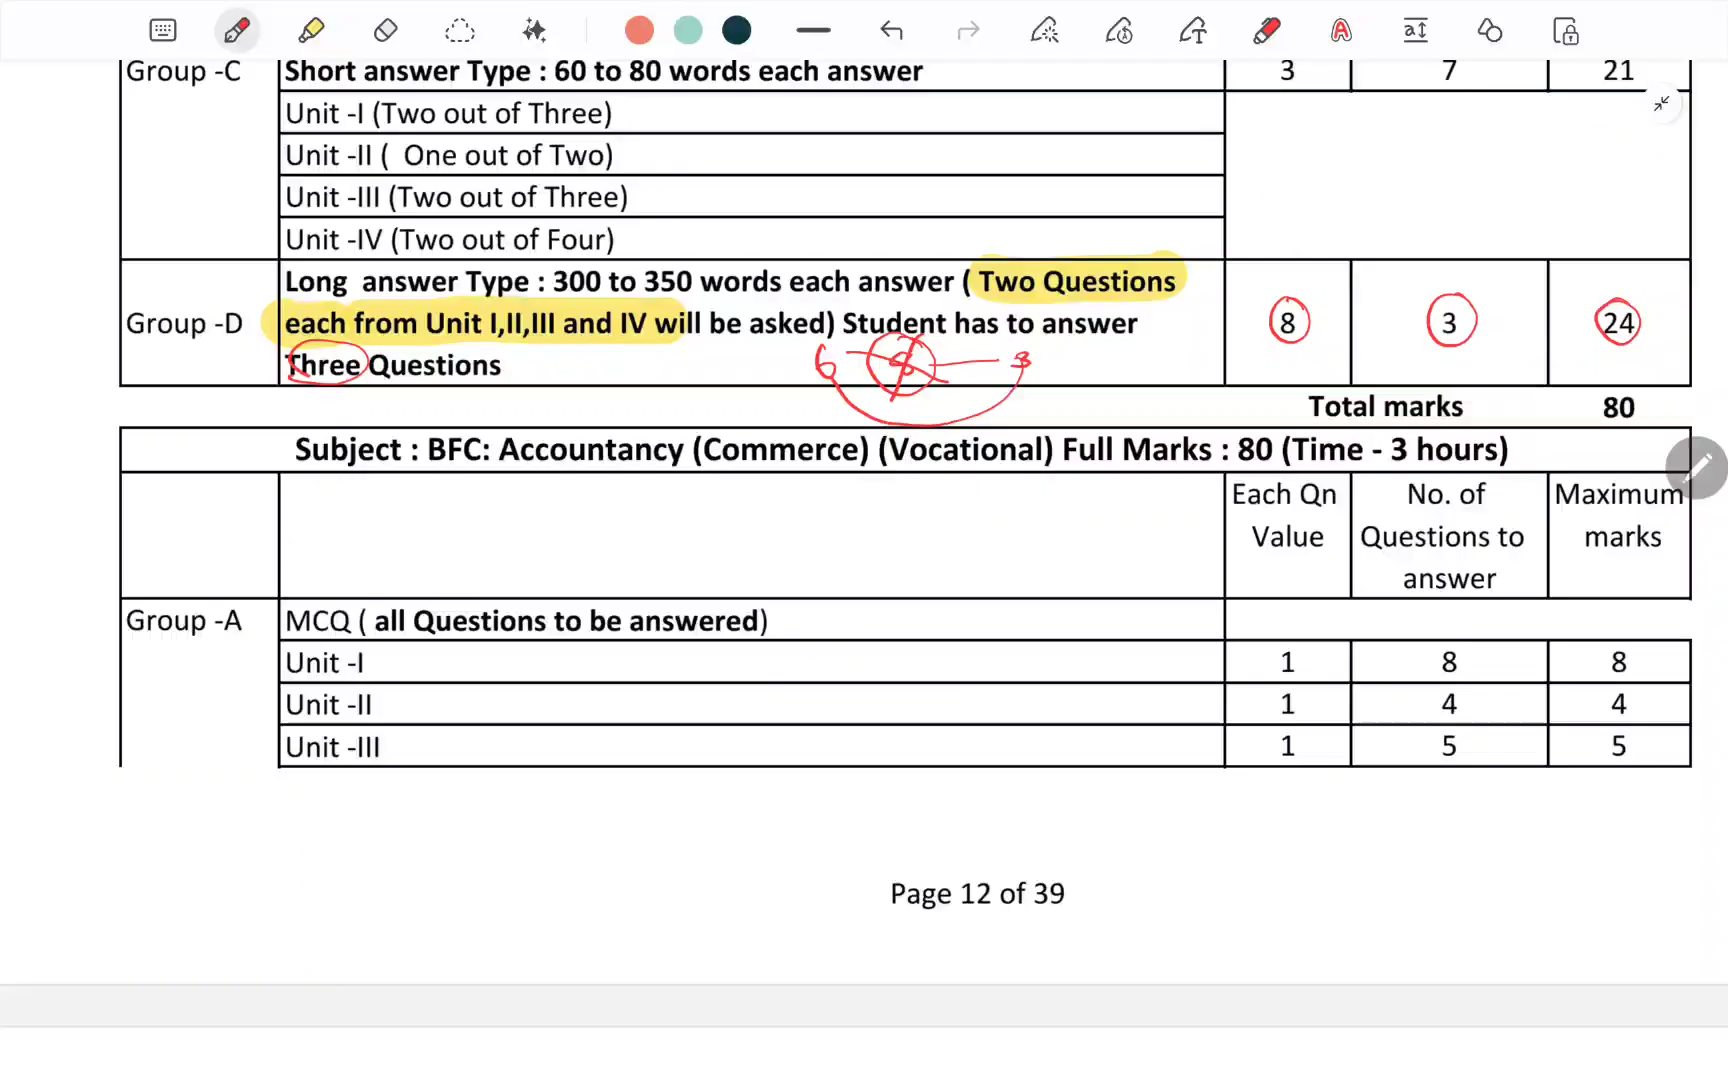 Group -C Short answer Type : 60 to 80 words each answer 3 7 21
Unit -I (Two out of Three)
Unit -II ( One out of Two)
Unit -III (Two out of Three)
Unit -IV (Two out of Four)
Long answer Type : 300 to 350 words each answer ( Two Questions
Group -D each from Unit I,II,III and IV will be asked) Student has to answer 8 3 24
Three Questions 6 8 3
Total marks 80
Subject : BFC: Accountancy (Commerce) (Vocational) Full Marks : 80 (Time - 3 hours)
Each Qn No. of Maximum
Value Questions to marks
answer
Group -A MCQ ( all Questions to be answered)
Unit -I 1 8 8
Unit -II 1 4 4
Unit -III 1 5 5
Page 12 of 39